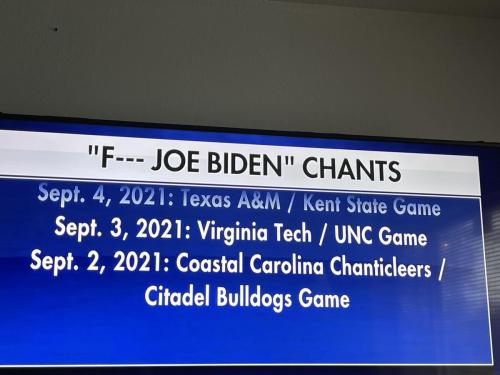 "F--- JOE BIDEN" CHANTS
Sept. 4, 2021: Texas A&M / Kent State Game
Sept. 3, 2021: Virginia Tech / UNC Game
Sept. 2, 2021: Coastal Carolina Chanticleers /
Citadel Bulldogs Game